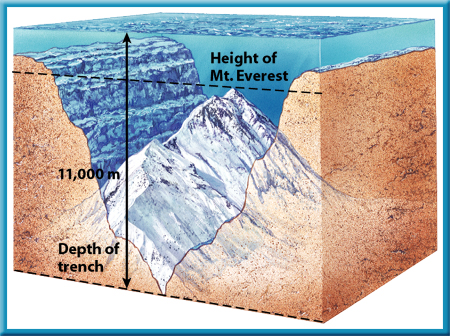 Height of
Mt. Everest
11,000 m
Depth of
trench